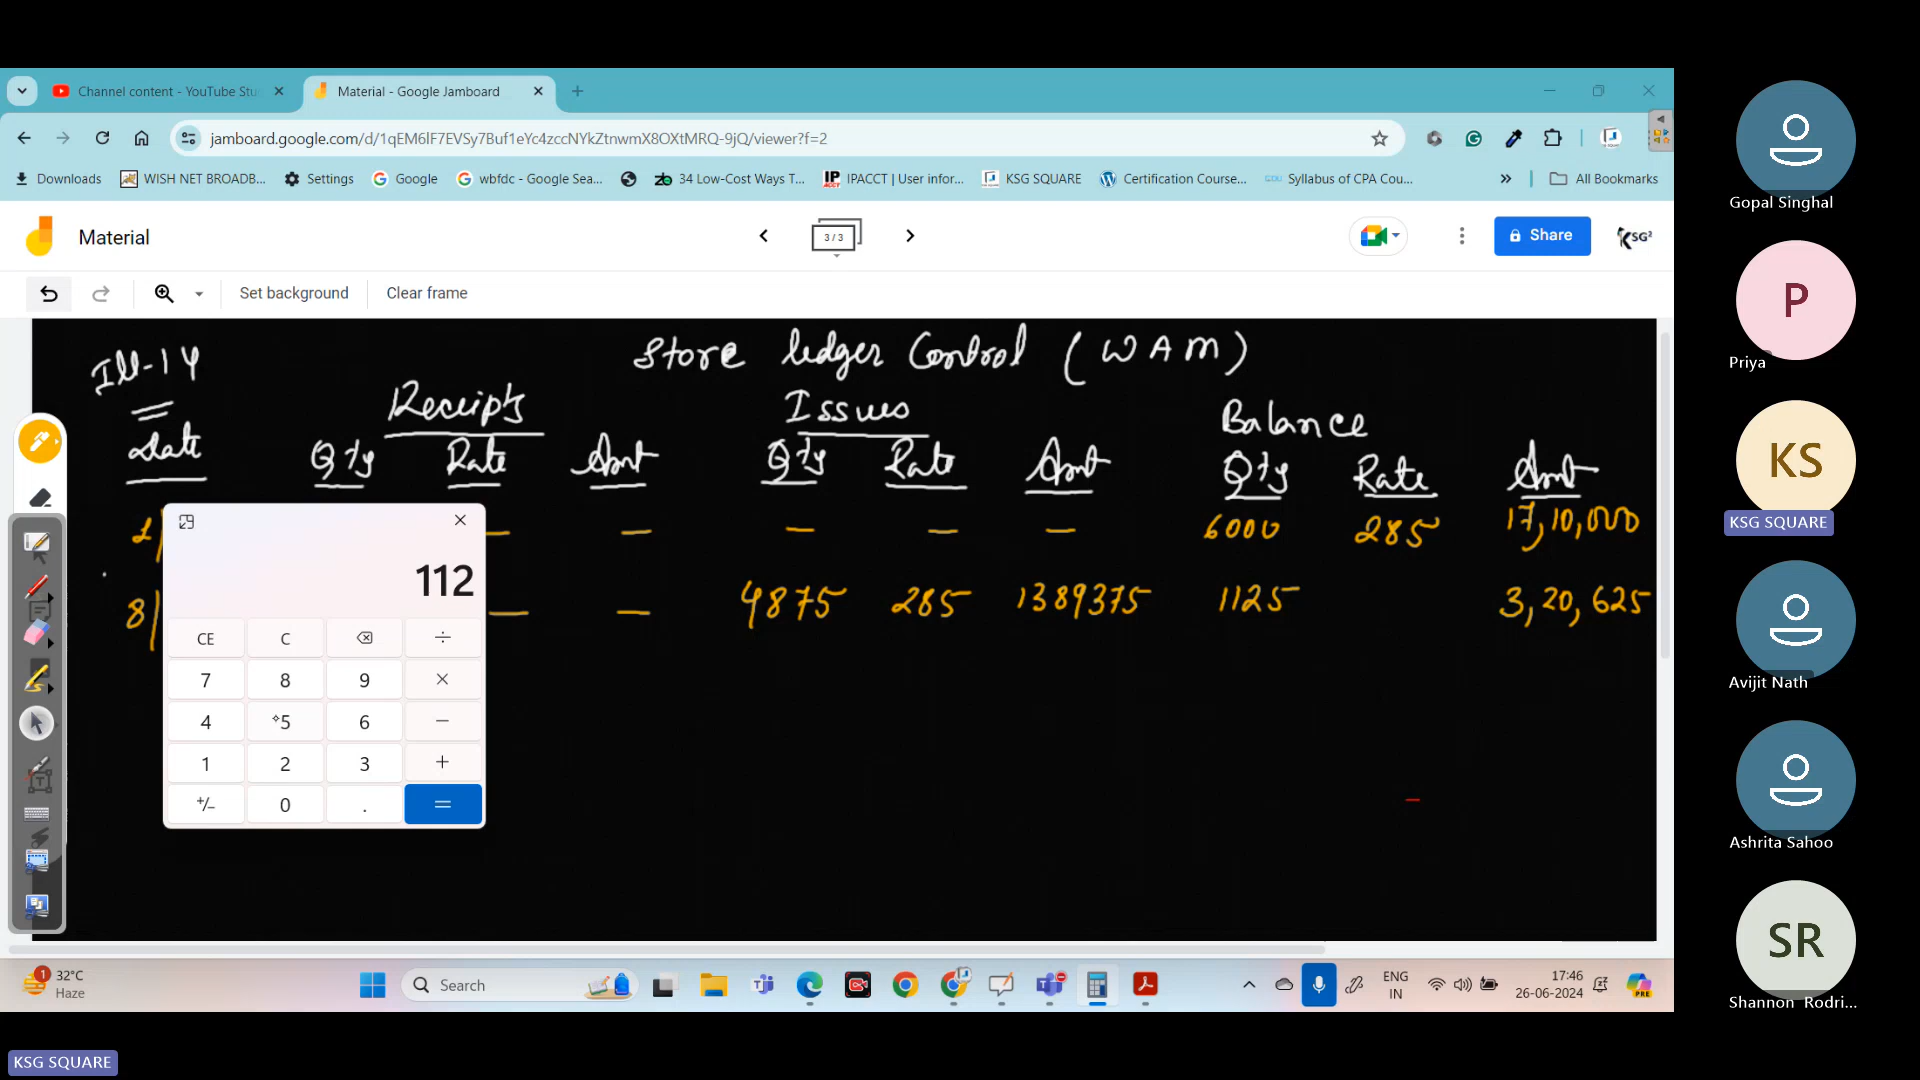 Channel content - YouTube Stu
Material - Google Jamboard
jamboard.google.com/d/1qEM6lF7EVSy7Buf1eYc4zccNYkZtnwmX8OXtMRQ-9jQ/viewer?f=2
Downloads WISH NET BROADB... Settings Google wbfdc - Google Sea... 34 Low-Cost Ways T... IPACCT | User infor... KSG SQUARE Certification Course... Syllabus of CPA Cou... » All Bookmarks
Material 3 / 3 Share KSG²
Set background Clear frame
Ill-14 Store ledger Control (WAM)
Receipts Issues Balance
Date Qty Rate Amt Qty Rate Amt Qty Rate Amt
1/ — — — — — 6000 285 17,10,000
8/ — — 4875 285 1389375 1125 3,20,625
112
CE C ÷
7 8 9 ×
4 5 6 −
1 2 3 +
+/− 0 . =
1 32°C
Haze
Search
ENG
IN
17:46
26-06-2024
PRE
Gopal Singhal
P
Priya
KS
KSG SQUARE
Avijit Nath
Ashrita Sahoo
SR
Shannon Rodri...
KSG SQUARE